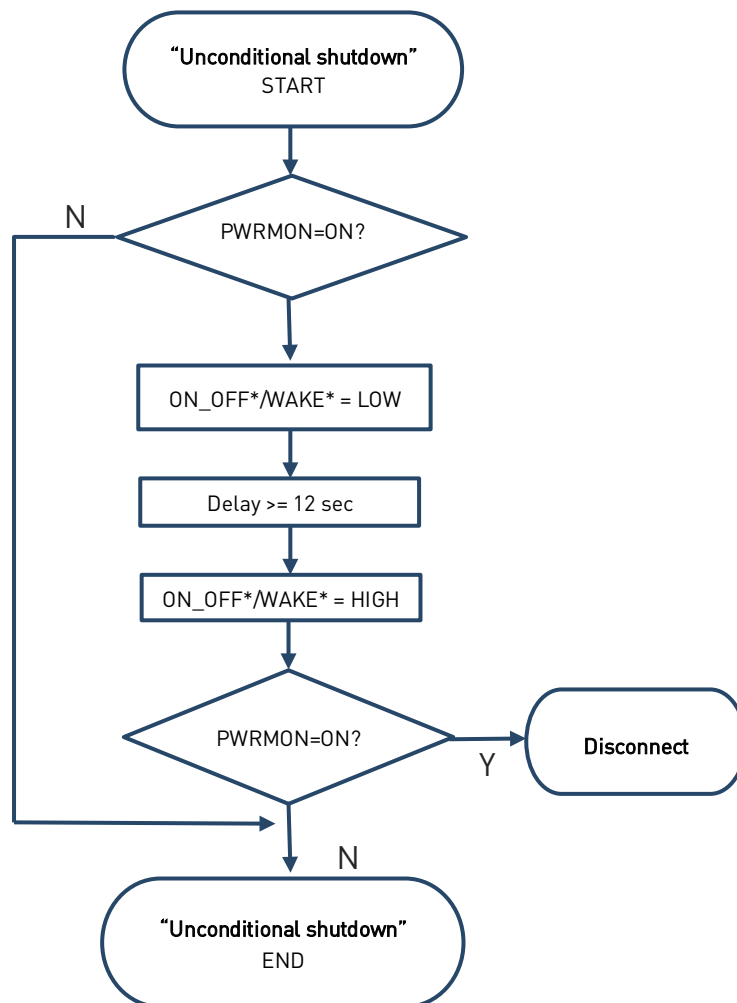 “Unconditional shutdown”
START
N
PWRMON=ON?
ON_OFF*/WAKE* = LOW
Delay >= 12 sec
ON_OFF*/WAKE* = HIGH
PWRMON=ON?
Y
Disconnect
N
“Unconditional shutdown”
END